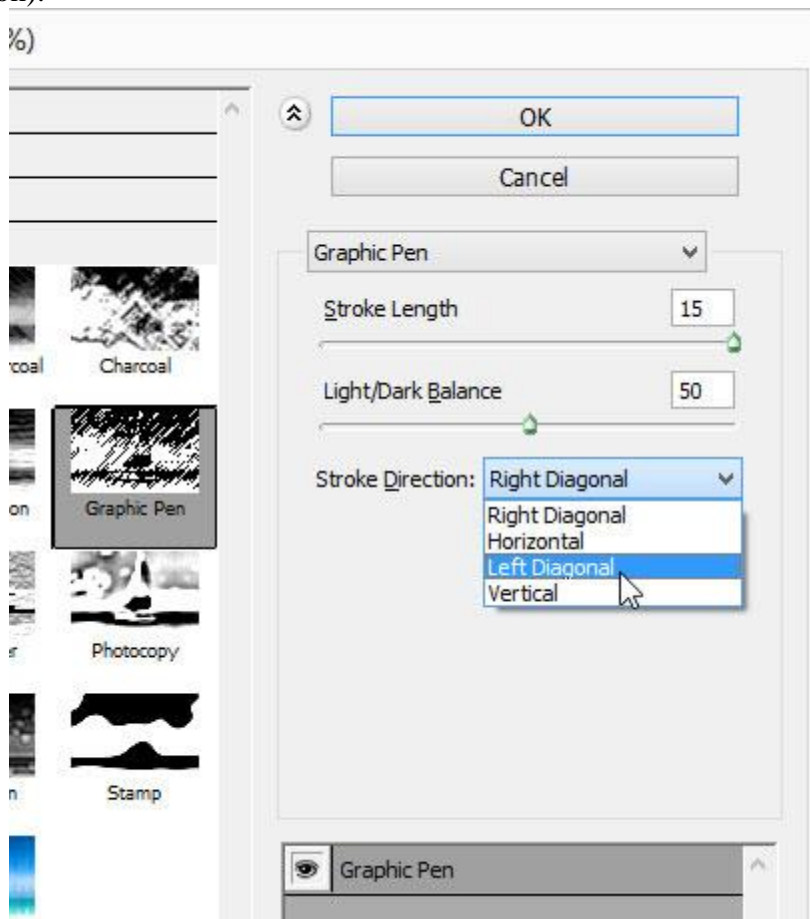 %)
OK
Cancel
Graphic Pen
Stroke Length 15
Light/Dark Balance 50
Stroke Direction: Right Diagonal
Right Diagonal
Horizontal
Left Diagonal
Vertical
Charcoal
Graphic Pen
Photocopy
Stamp
Graphic Pen